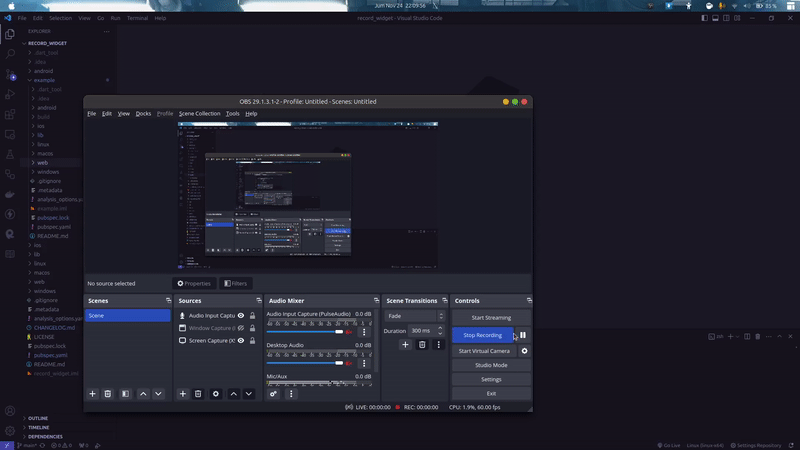 Jum Nov 24 22:09:56
85 %
File Edit Selection View Go Run Terminal Help
record_widget - Visual Studio Code
EXPLORER
RECORD_WIDGET
.dart_tool
.idea
android
example
.dart_tool
.idea
android
build
ios
lib
linux
macos
web
windows
.gitignore
.metadata
analysis_options.ya
example.iml
pubspec.lock
pubspec.yaml
README.md
ios
lib
linux
macos
web
windows
.gitignore
.metadata
analysis_options.yam
CHANGELOG.md
LICENSE
pubspec.lock
pubspec.yaml
README.md
record_widget.iml
OUTLINE
TIMELINE
DEPENDENCIES
OBS 29.1.3.1-2 - Profile: Untitled - Scenes: Untitled
File Edit View Docks Profile Scene Collection Tools Help
No source selected
Properties
Filters
Scenes
Scene
Sources
Audio Input Captu
Window Capture (
Screen Capture (X
Audio Mixer
Audio Input Capture (PulseAudio) 0.0 dB
Desktop Audio 0.0 dB
Mic/Aux 0.0 dB
Scene Transitions
Fade
Duration 300 ms
Controls
Start Streaming
Stop Recording
Start Virtual Camera
Studio Mode
Settings
Exit
LIVE: 00:00:00 REC: 00:00:00 CPU: 1.9%, 60.00 fps
main*
Go Live
Linux (linux-x64)
Settings Repository